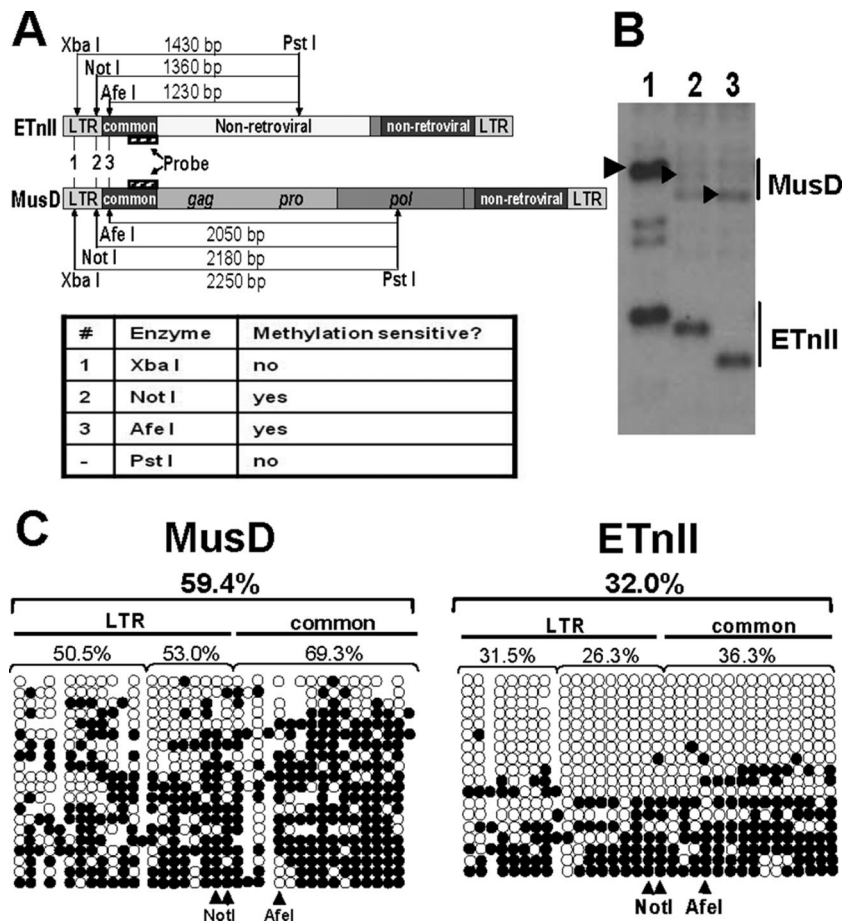 A
Xba I 1430 bp Pst I
Not I 1360 bp
Afe I 1230 bp
ETnII LTR common Non-retroviral non-retroviral LTR
1 2 3 Probe
MusD LTR common gag pro pol non-retroviral LTR
Afe I 2050 bp
Not I 2180 bp
Xba I 2250 bp Pst I
# Enzyme Methylation sensitive?
1 Xba I no
2 Not I yes
3 Afe I yes
- Pst I no
B
1 2 3
MusD
ETnII
C
MusD
59.4%
LTR common
50.5% 53.0% 69.3%
NotI AfeI
ETnII
32.0%
LTR common
31.5% 26.3% 36.3%
NotI AfeI